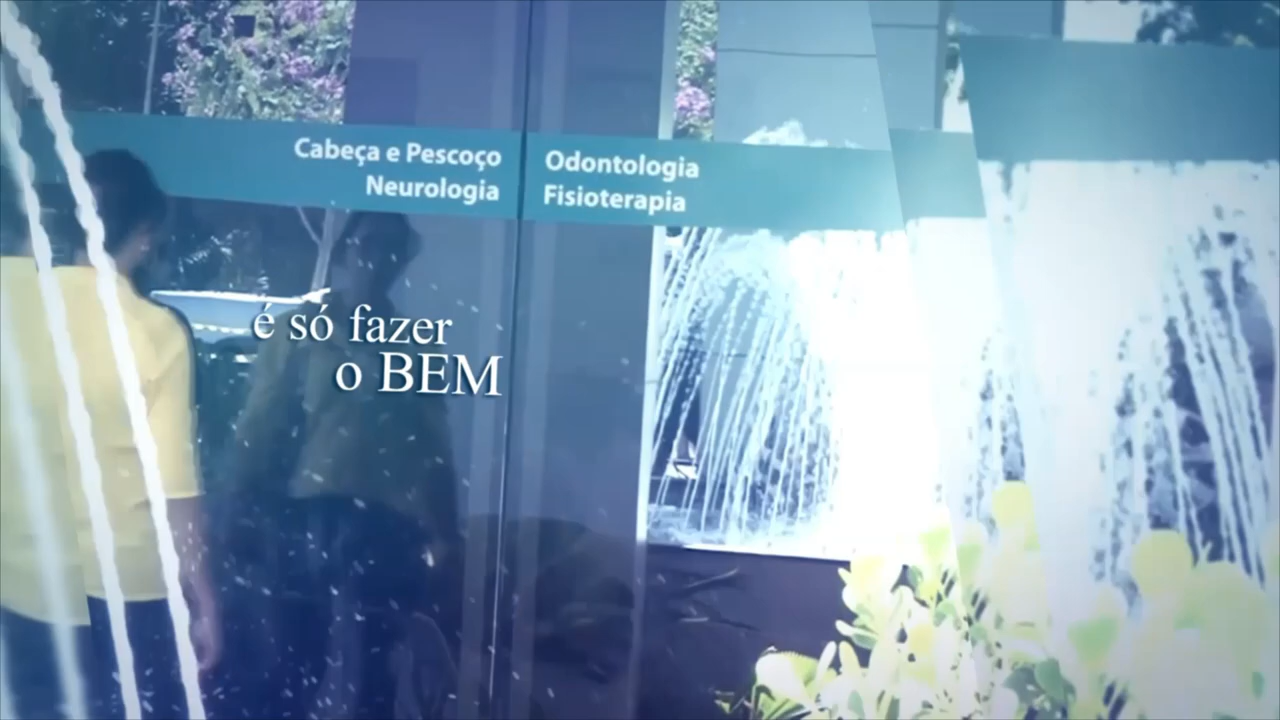 Cabeça e Pescoço
Neurologia
Odontologia
Fisioterapia
é só fazer
o BEM